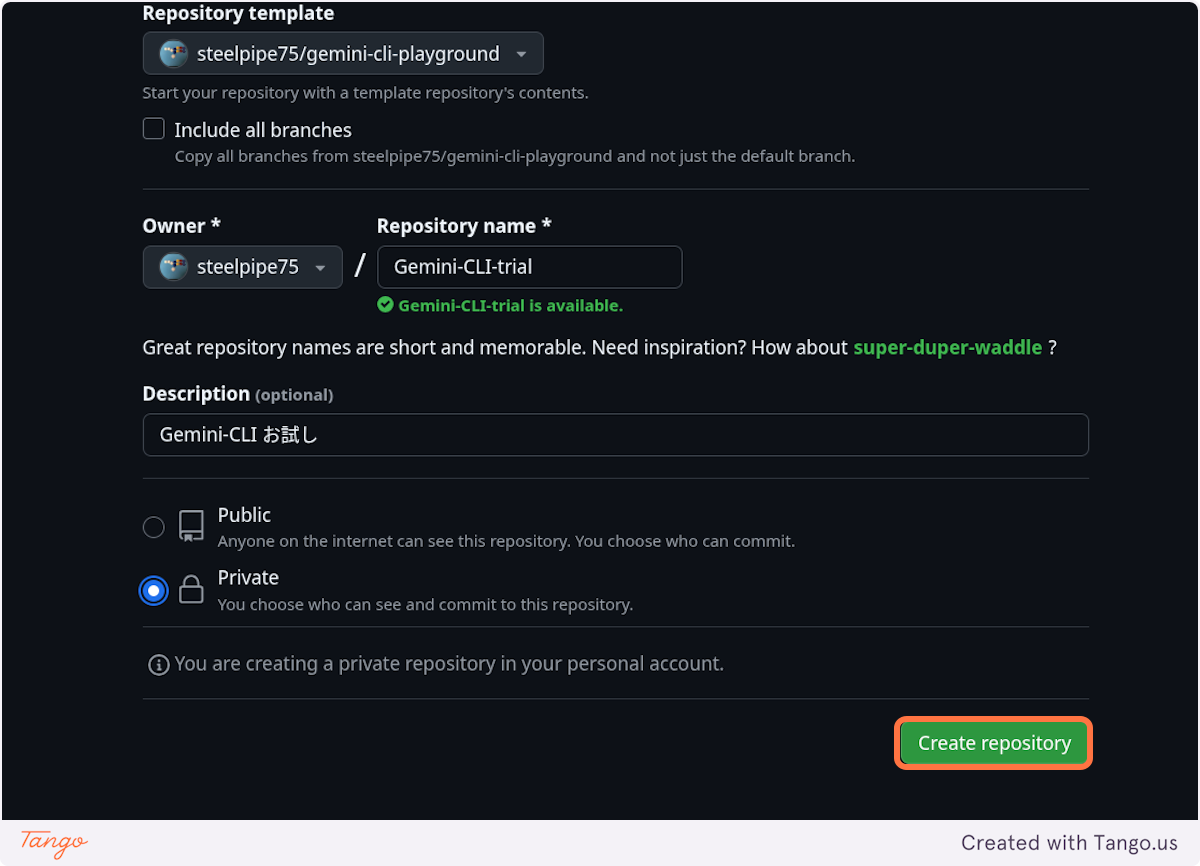 Repository template
steelpipe75/gemini-cli-playground
Start your repository with a template repository's contents.
Include all branches
Copy all branches from steelpipe75/gemini-cli-playground and not just the default branch.
Owner * Repository name *
steelpipe75 / Gemini-CLI-trial
Gemini-CLI-trial is available.
Great repository names are short and memorable. Need inspiration? How about super-duper-waddle ?
Description (optional)
Gemini-CLI お試し
Public
Anyone on the internet can see this repository. You choose who can commit.
Private
You choose who can see and commit to this repository.
You are creating a private repository in your personal account.
Create repository
Tango Created with Tango.us